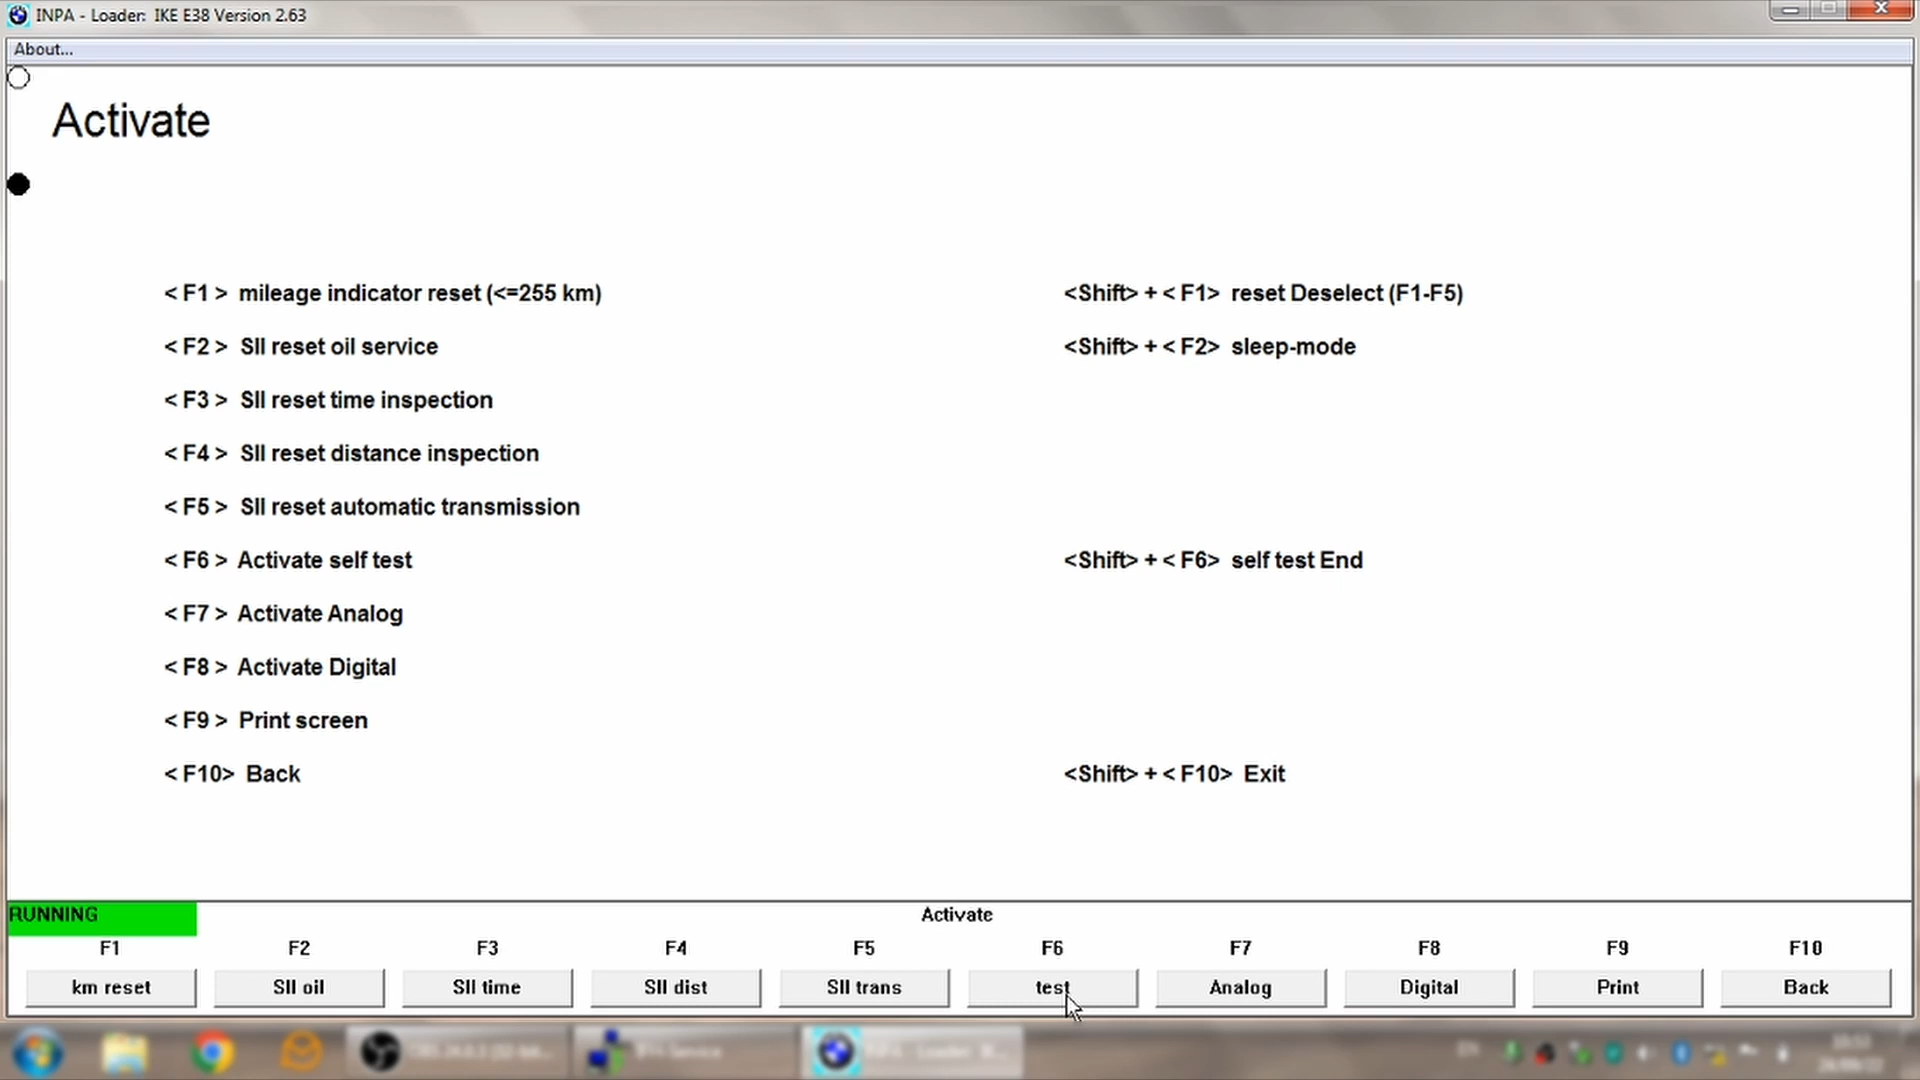 INPA - Loader: IKE E38 Version 2.63
About...
Activate
< F1 > mileage indicator reset (<=255 km)
<Shift> + < F1> reset Deselect (F1-F5)
< F2 > SII reset oil service
<Shift> + < F2> sleep-mode
< F3 > SII reset time inspection
< F4 > SII reset distance inspection
< F5 > SII reset automatic transmission
< F6 > Activate self test
<Shift> + < F6> self test End
< F7 > Activate Analog
< F8 > Activate Digital
< F9 > Print screen
< F10> Back
<Shift> + < F10> Exit
RUNNING
Activate
F1 F2 F3 F4 F5 F6 F7 F8 F9 F10
km reset SII oil SII time SII dist SII trans test Analog Digital Print Back